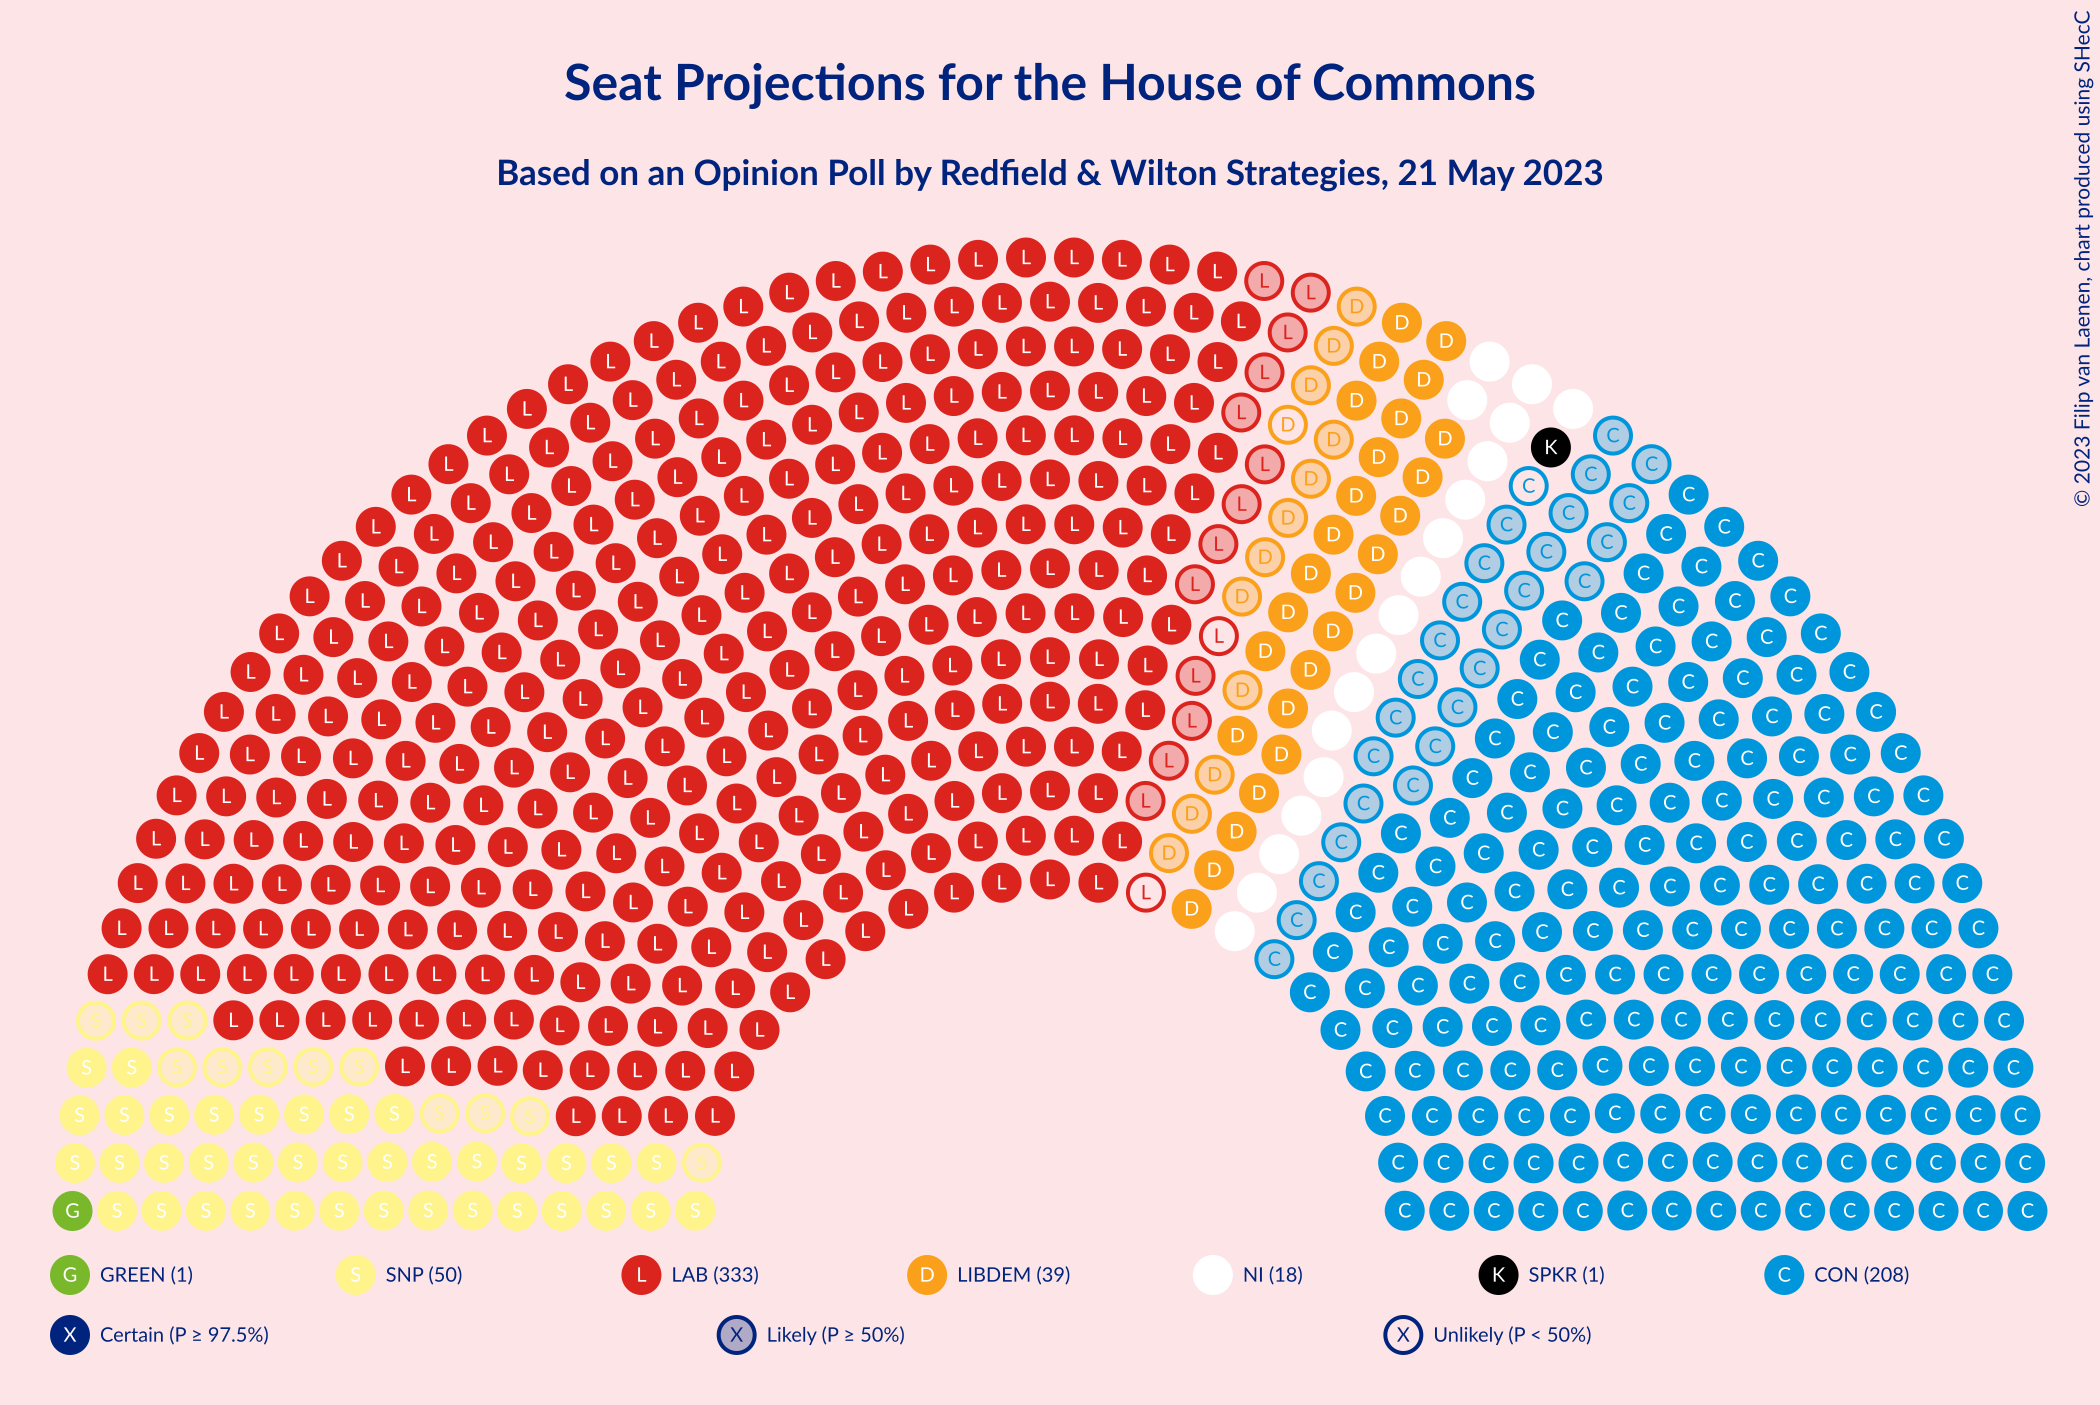 Seat Projections for the House of Commons
Based on an Opinion Poll by Redfield & Wilton Strategies, 21 May 2023
© 2023 Filip van Laenen, chart produced using SHecC
G GREEN (1)
S SNP (50)
L LAB (333)
D LIBDEM (39)
NI (18)
K SPKR (1)
C CON (208)
X Certain (P ≥ 97.5%)
X Likely (P ≥ 50%)
X Unlikely (P < 50%)